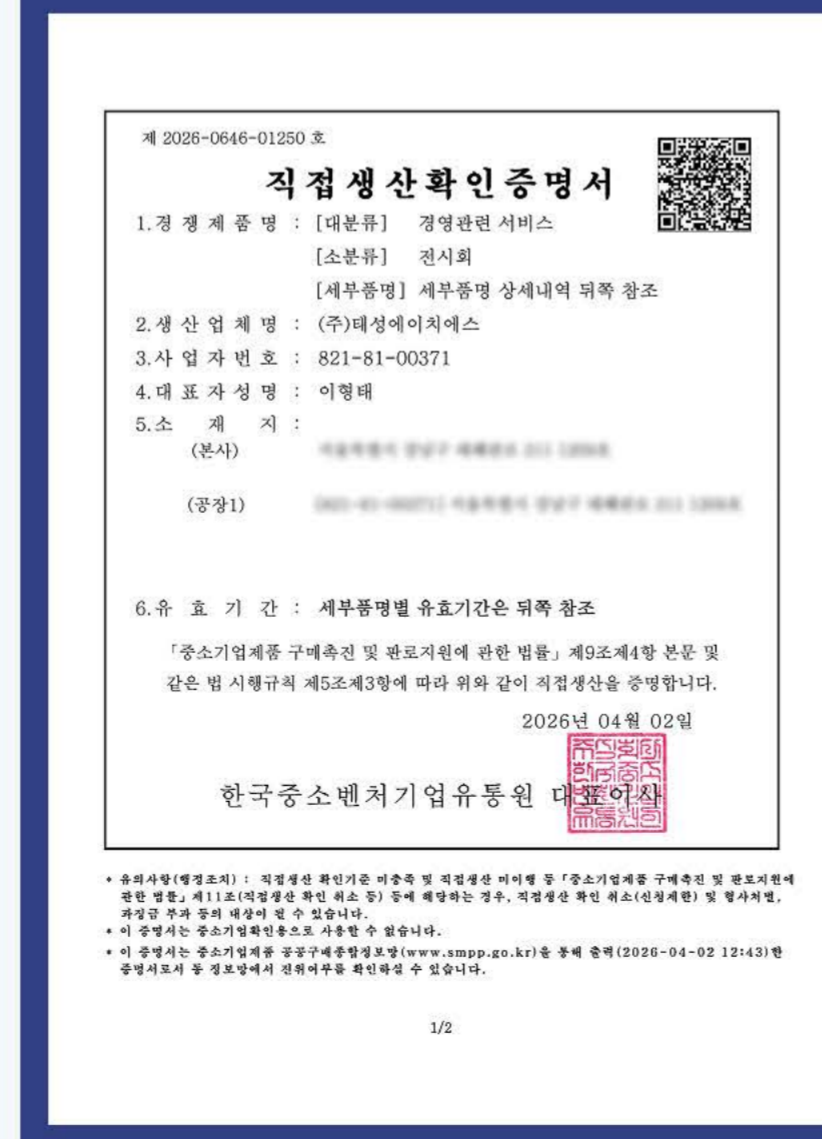 제 2026-0646-01250 호
직접생산확인증명서
1.경 쟁 제 품 명 : [대분류] 경영관련 서비스
[소분류] 전시회
[세부품명] 세부품명 상세내역 뒤쪽 참조
2.생 산 업 체 명 : (주)태성에이치에스
3.사 업 자 번 호 : 821-81-00371
4.대 표 자 성 명 : 이형태
5.소 재 지 :
(본사)
(공장1)
6.유 효 기 간 : 세부품명별 유효기간은 뒤쪽 참조
「중소기업제품 구매촉진 및 판로지원에 관한 법률」 제9조제4항 본문 및
같은 법 시행규칙 제5조제3항에 따라 위와 같이 직접생산을 증명합니다.
2026년 04월 02일
한국중소벤처기업유통원 대표이사
* 유의사항(행정조치) : 직접생산 확인기준 미충족 및 직접생산 미이행 등 「중소기업제품 구매촉진 및 판로지원에
관한 법률」 제11조(직접생산 확인 취소 등) 등에 해당하는 경우, 직접생산 확인 취소(신청제한) 및 형사처벌,
과징금 부과 등의 대상이 될 수 있습니다.
* 이 증명서는 중소기업확인용으로 사용할 수 없습니다.
* 이 증명서는 중소기업제품 공공구매종합정보망(www.smpp.go.kr)을 통해 출력(2026-04-02 12:43)한
증명서로서 동 정보망에서 진위여부를 확인하실 수 있습니다.
1/2